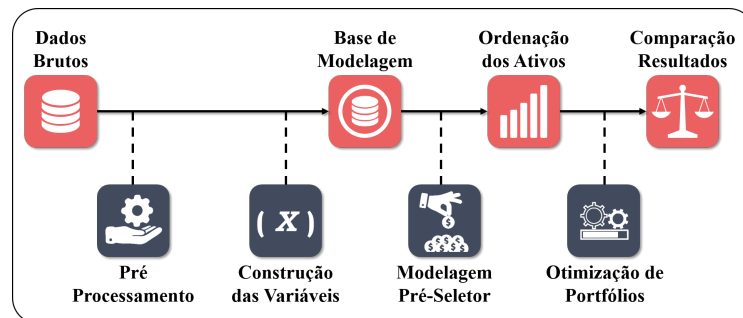 Dados
Brutos
Base de
Modelagem
Ordenação
dos Ativos
Comparação
Resultados
( X )
$
Pré
Processamento
Construção
das Variáveis
Modelagem
Pré-Seletor
Otimização de
Portfólios